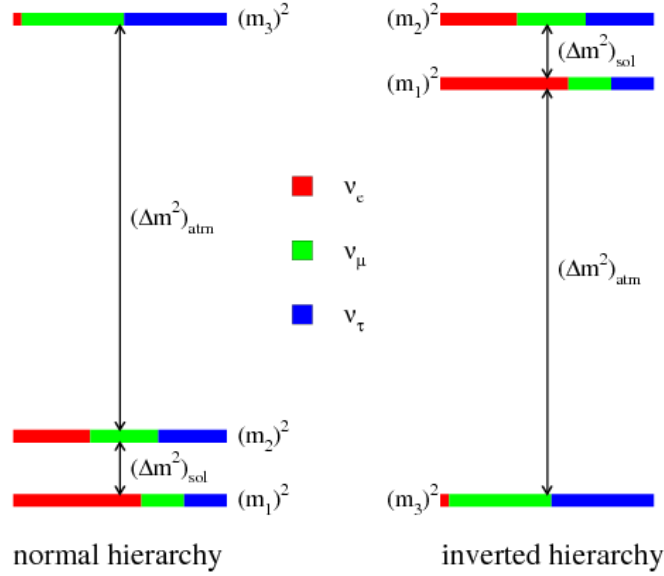 (m₃)²
(m₂)²
(Δm²)sol
(m₁)²
νe
(Δm²)atm
νμ
(Δm²)atm
ντ
(m₂)²
(Δm²)sol
(m₃)²
(m₁)²
normal hierarchy
inverted hierarchy